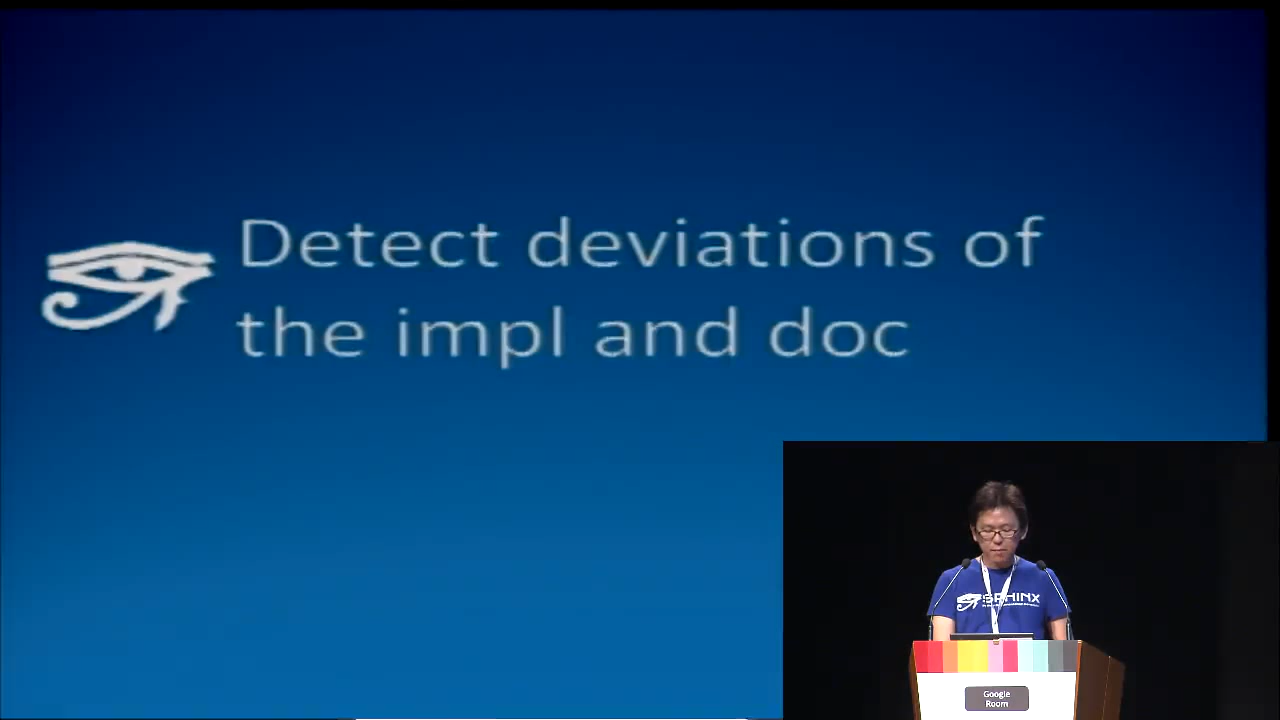 Detect deviations of
the impl and doc
SPHINX
Google
Room